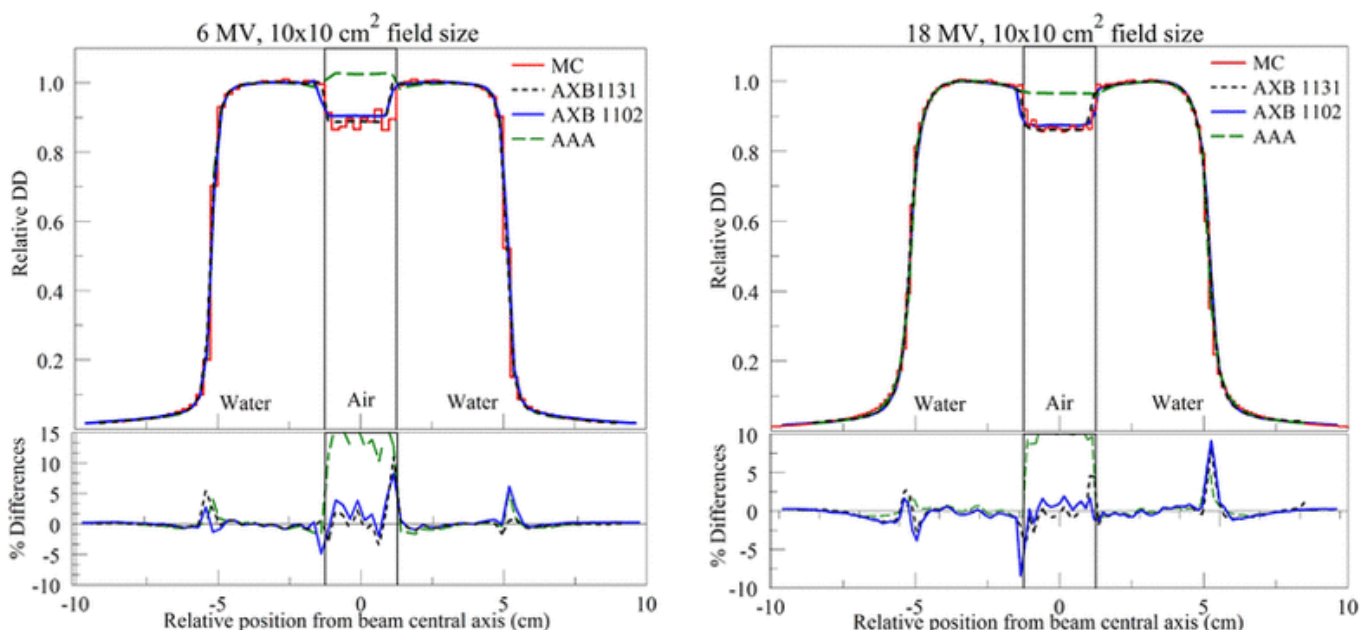 6 MV, 10x10 cm² field size
MC
AXB1131
AXB 1102
AAA
1.0
0.8
0.6
0.4
0.2
Relative DD
Water
Air
Water
15
10
5
0
-5
-10
% Differences
-10
-5
0
5
10
Relative position from beam central axis (cm)
18 MV, 10x10 cm² field size
MC
AXB 1131
AXB 1102
AAA
1.0
0.8
0.6
0.4
0.2
Relative DD
Water
Air
Water
10
5
0
-5
-10
% Differences
-10
-5
0
5
10
Relative position from beam central axis (cm)